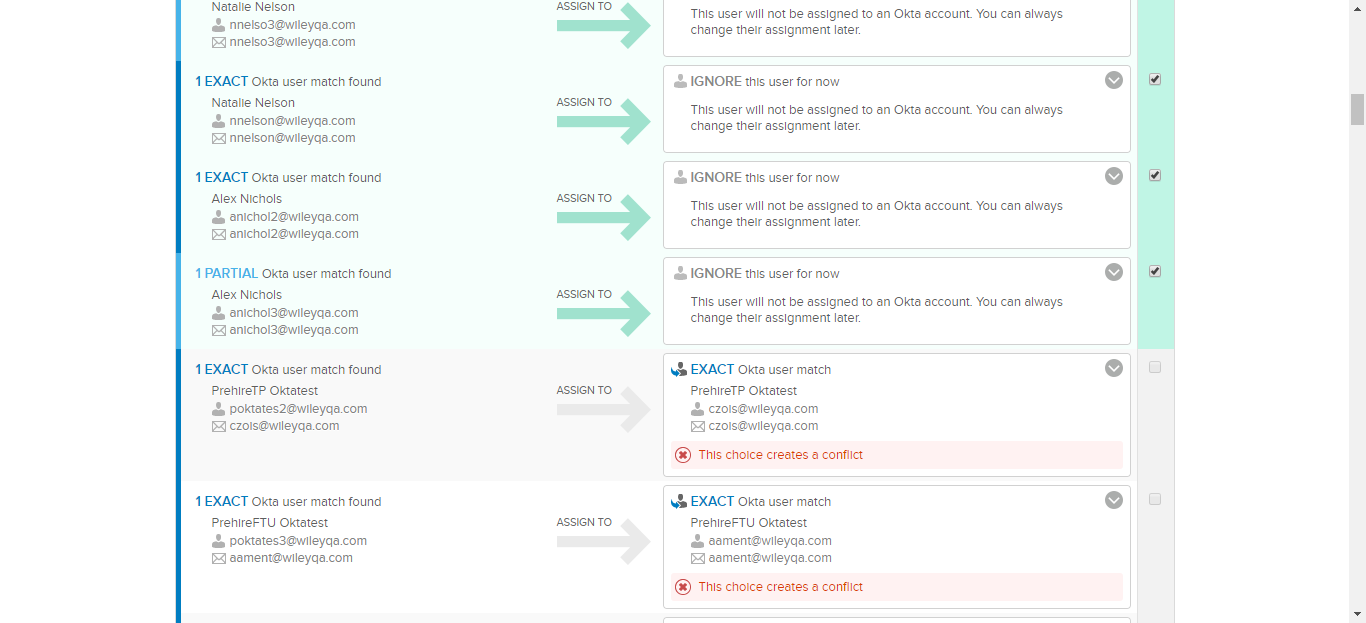 Natalie Nelson
nnelso3@wileyqa.com
nnelso3@wileyqa.com
ASSIGN TO
This user will not be assigned to an Okta account. You can always
change their assignment later.
1 EXACT Okta user match found
Natalie Nelson
nnelson@wileyqa.com
nnelson@wileyqa.com
ASSIGN TO
IGNORE this user for now
This user will not be assigned to an Okta account. You can always
change their assignment later.
1 EXACT Okta user match found
Alex Nichols
anichol2@wileyqa.com
anichol2@wileyqa.com
ASSIGN TO
IGNORE this user for now
This user will not be assigned to an Okta account. You can always
change their assignment later.
1 PARTIAL Okta user match found
Alex Nichols
anichol3@wileyqa.com
anichol3@wileyqa.com
ASSIGN TO
IGNORE this user for now
This user will not be assigned to an Okta account. You can always
change their assignment later.
1 EXACT Okta user match found
PrehireTP Oktatest
poktates2@wileyqa.com
czois@wileyqa.com
ASSIGN TO
EXACT Okta user match
PrehireTP Oktatest
czois@wileyqa.com
czois@wileyqa.com
This choice creates a conflict
1 EXACT Okta user match found
PrehireFTU Oktatest
poktates3@wileyqa.com
aament@wileyqa.com
ASSIGN TO
EXACT Okta user match
PrehireFTU Oktatest
aament@wileyqa.com
aament@wileyqa.com
This choice creates a conflict